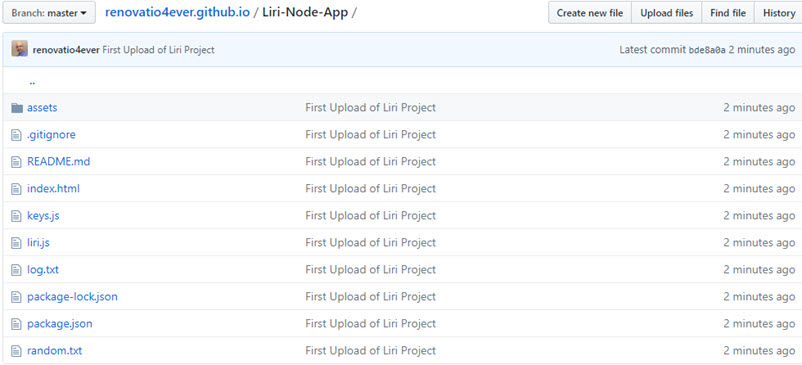 Branch: master renovatio4ever.github.io / Liri-Node-App / Create new file Upload files Find file History
renovatio4ever First Upload of Liri Project Latest commit bde8a0a 2 minutes ago
..
assets First Upload of Liri Project 2 minutes ago
.gitignore First Upload of Liri Project 2 minutes ago
README.md First Upload of Liri Project 2 minutes ago
index.html First Upload of Liri Project 2 minutes ago
keys.js First Upload of Liri Project 2 minutes ago
liri.js First Upload of Liri Project 2 minutes ago
log.txt First Upload of Liri Project 2 minutes ago
package-lock.json First Upload of Liri Project 2 minutes ago
package.json First Upload of Liri Project 2 minutes ago
random.txt First Upload of Liri Project 2 minutes ago